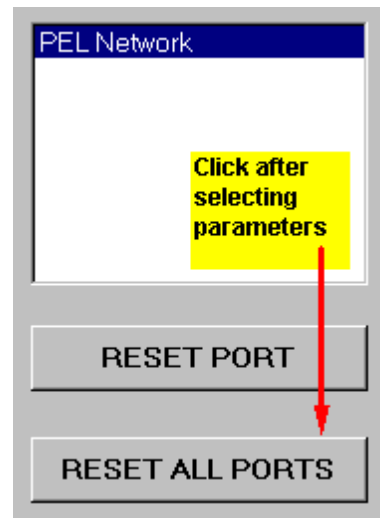 PEL Network
Click after
selecting
parameters
RESET PORT
RESET ALL PORTS